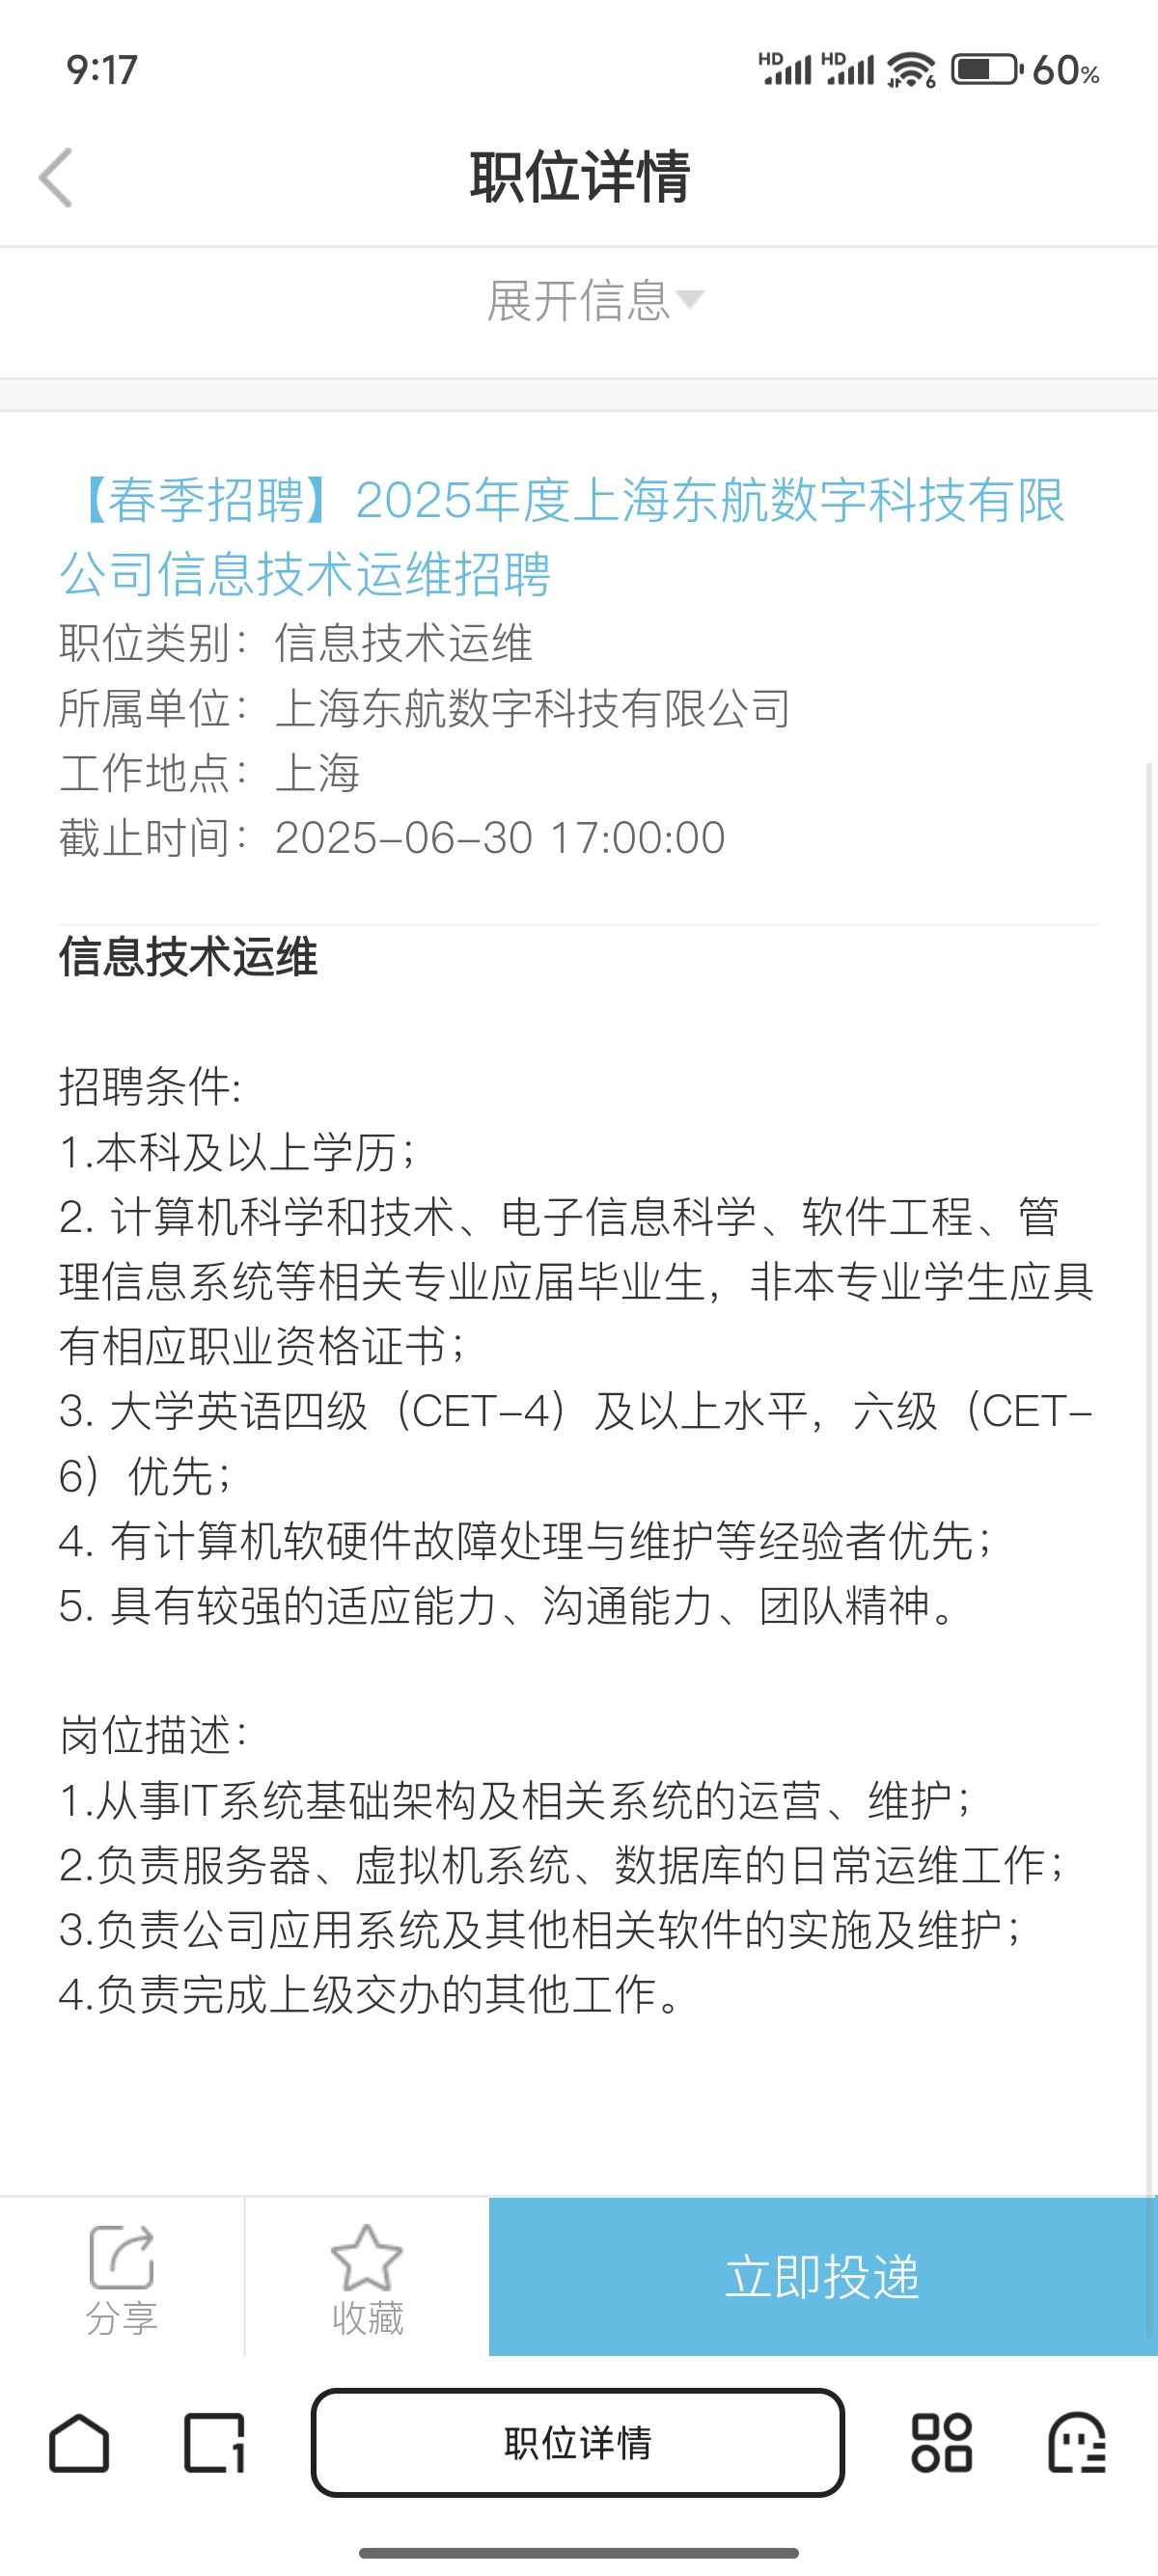 9:17
HD HD 6 60%
职位详情
展开信息
【春季招聘】2025年度上海东航数字科技有限
公司信息技术运维招聘
职位类别：信息技术运维
所属单位：上海东航数字科技有限公司
工作地点：上海
截止时间：2025-06-30 17:00:00
信息技术运维
招聘条件:
1.本科及以上学历；
2. 计算机科学和技术、电子信息科学、软件工程、管
理信息系统等相关专业应届毕业生，非本专业学生应具
有相应职业资格证书；
3. 大学英语四级（CET-4）及以上水平，六级（CET-
6）优先；
4. 有计算机软硬件故障处理与维护等经验者优先；
5. 具有较强的适应能力、沟通能力、团队精神。
岗位描述：
1.从事IT系统基础架构及相关系统的运营、维护；
2.负责服务器、虚拟机系统、数据库的日常运维工作；
3.负责公司应用系统及其他相关软件的实施及维护；
4.负责完成上级交办的其他工作。
分享
收藏
立即投递
1
职位详情